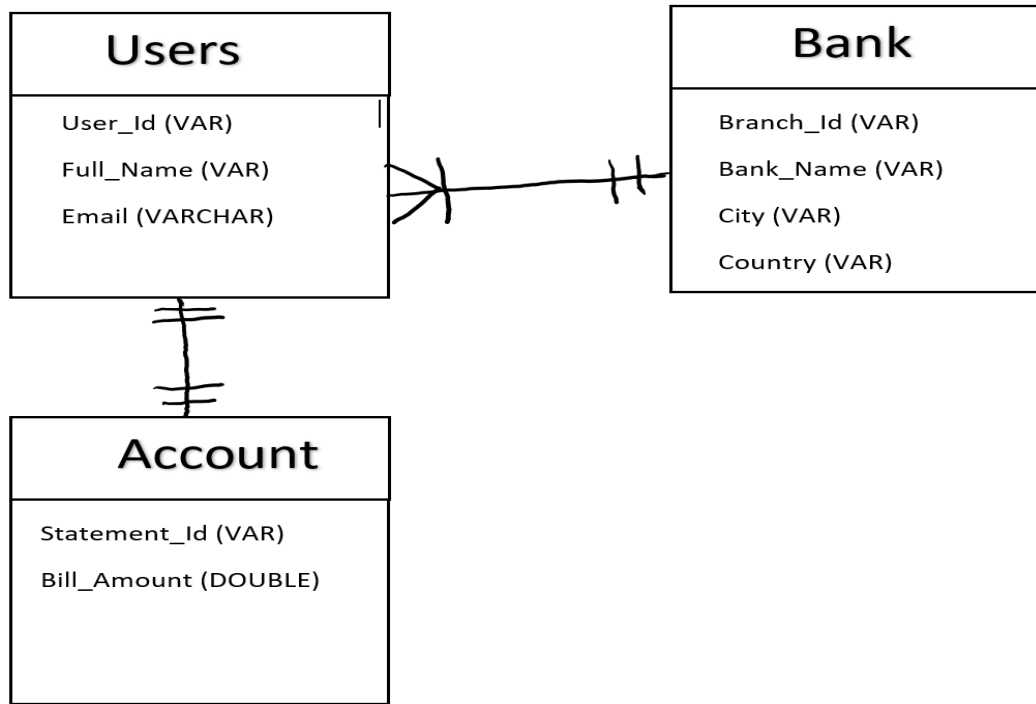 Users
User_Id (VAR)
Full_Name (VAR)
Email (VARCHAR)
Bank
Branch_Id (VAR)
Bank_Name (VAR)
City (VAR)
Country (VAR)
Account
Statement_Id (VAR)
Bill_Amount (DOUBLE)